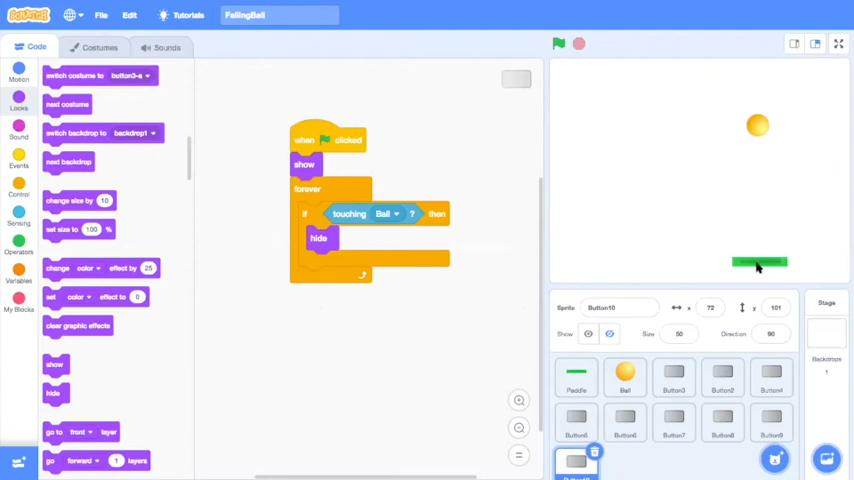 SCRATCH File Edit Tutorials FallingBall
Code Costumes Sounds
Motion
Looks
Sound
Events
Control
Sensing
Operators
Variables
My Blocks
switch costume to button3-a
next costume
switch backdrop to backdrop1
next backdrop
change size by 10
set size to 100 %
change color effect by 25
set color effect to 0
clear graphic effects
show
hide
go to front layer
go forward 1 layers
when clicked
show
forever
if touching Ball ? then
hide
Sprite Button10 x 72 y 101
Show Size 50 Direction 90
Stage
Backdrops
1
Paddle Ball Button3 Button2 Button4
Button5 Button6 Button7 Button8 Button9
Button10